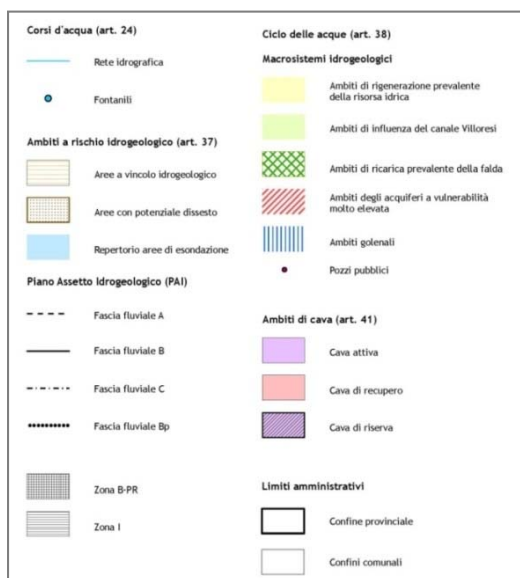 Corsi d'acqua (art. 24)
Rete idrografica
Fontanili
Ambiti a rischio idrogeologico (art. 37)
Aree a vincolo idrogeologico
Aree con potenziale dissesto
Repertorio aree di esondazione
Piano Assetto Idrogeologico (PAI)
Fascia fluviale A
Fascia fluviale B
Fascia fluviale C
Fascia fluviale Bp
Zona B-PR
Zona I
Ciclo delle acque (art. 38)
Macrosistemi idrogeologici
Ambiti di rigenerazione prevalente
della risorsa idrica
Ambiti di influenza del canale Villoresi
Ambiti di ricarica prevalente della falda
Ambiti degli acquiferi a vulnerabilità
molto elevata
Ambiti golenali
Pozzi pubblici
Ambiti di cava (art. 41)
Cava attiva
Cava di recupero
Cava di riserva
Limiti amministrativi
Confine provinciale
Confini comunali